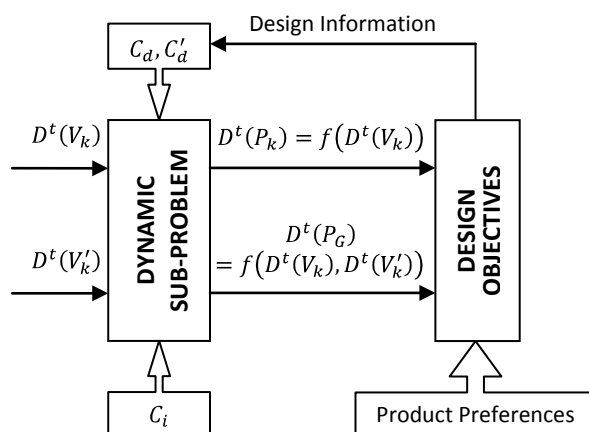 Design Information
C_d, C'_d
D^t(V_k)
D^t(P_k) = f(D^t(V_k))
DYNAMIC
SUB-PROBLEM
DESIGN
OBJECTIVES
D^t(P_G)
D^t(V'_k)
= f(D^t(V_k), D^t(V'_k))
C_i
Product Preferences